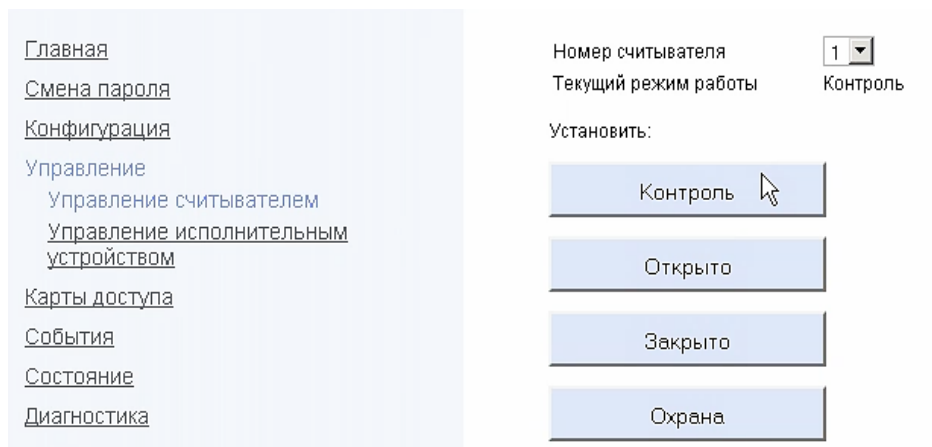 Главная
Смена пароля
Конфигурация
Управление
Управление считывателем
Управление исполнительным
устройством
Карты доступа
События
Состояние
Диагностика
Номер считывателя 1
Текущий режим работы Контроль
Установить:
Контроль
Открыто
Закрыто
Охрана